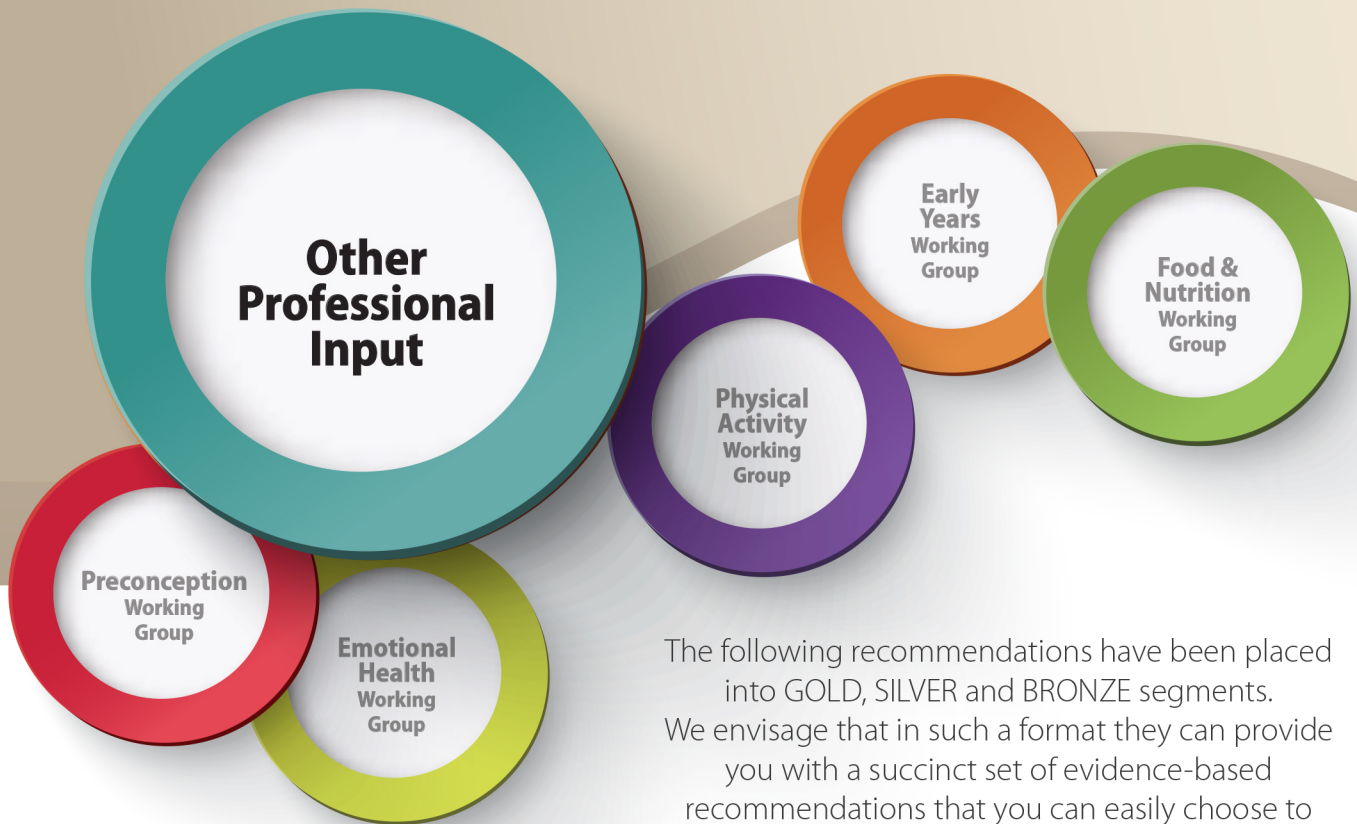 Other
Professional
Input
Early
Years
Working
Group
Food &
Nutrition
Working
Group
Physical
Activity
Working
Group
Preconception
Working
Group
Emotional
Health
Working
Group
The following recommendations have been placed
into GOLD, SILVER and BRONZE segments.
We envisage that in such a format they can provide
you with a succinct set of evidence-based
recommendations that you can easily choose to